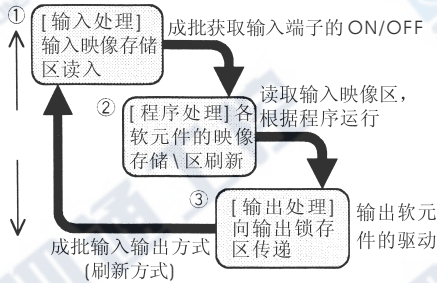 ①
[输入处理]
输入映像存储
区读入
成批获取输入端子的ON/OFF
②
[程序处理]各
软元件的映像
存储\区刷新
读取输入映像区，
根据程序运行
③
[输出处理]
向输出锁存
区传递
输出软元
件的驱动
成批输入输出方式
(刷新方式)